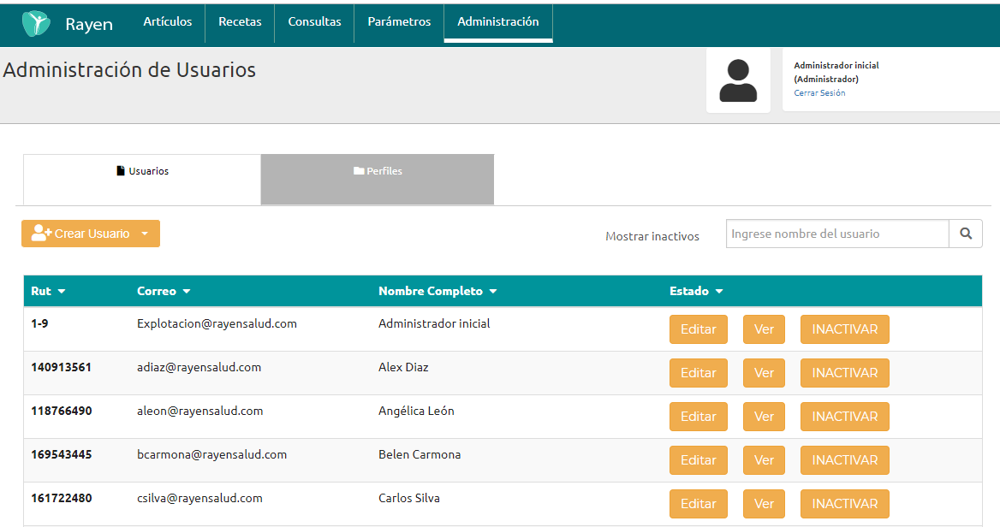 Rayen Artículos Recetas Consultas Parámetros Administración
Administración de Usuarios
Administrador inicial
(Administrador)
Cerrar Sesión
Usuarios Perfiles
Crear Usuario Mostrar inactivos Ingrese nombre del usuario
Rut Correo Nombre Completo Estado
1-9 Explotacion@rayensalud.com Administrador inicial Editar Ver INACTIVAR
140913561 adiaz@rayensalud.com Alex Diaz Editar Ver INACTIVAR
118766490 aleon@rayensalud.com Angélica León Editar Ver INACTIVAR
169543445 bcarmona@rayensalud.com Belen Carmona Editar Ver INACTIVAR
161722480 csilva@rayensalud.com Carlos Silva Editar Ver INACTIVAR